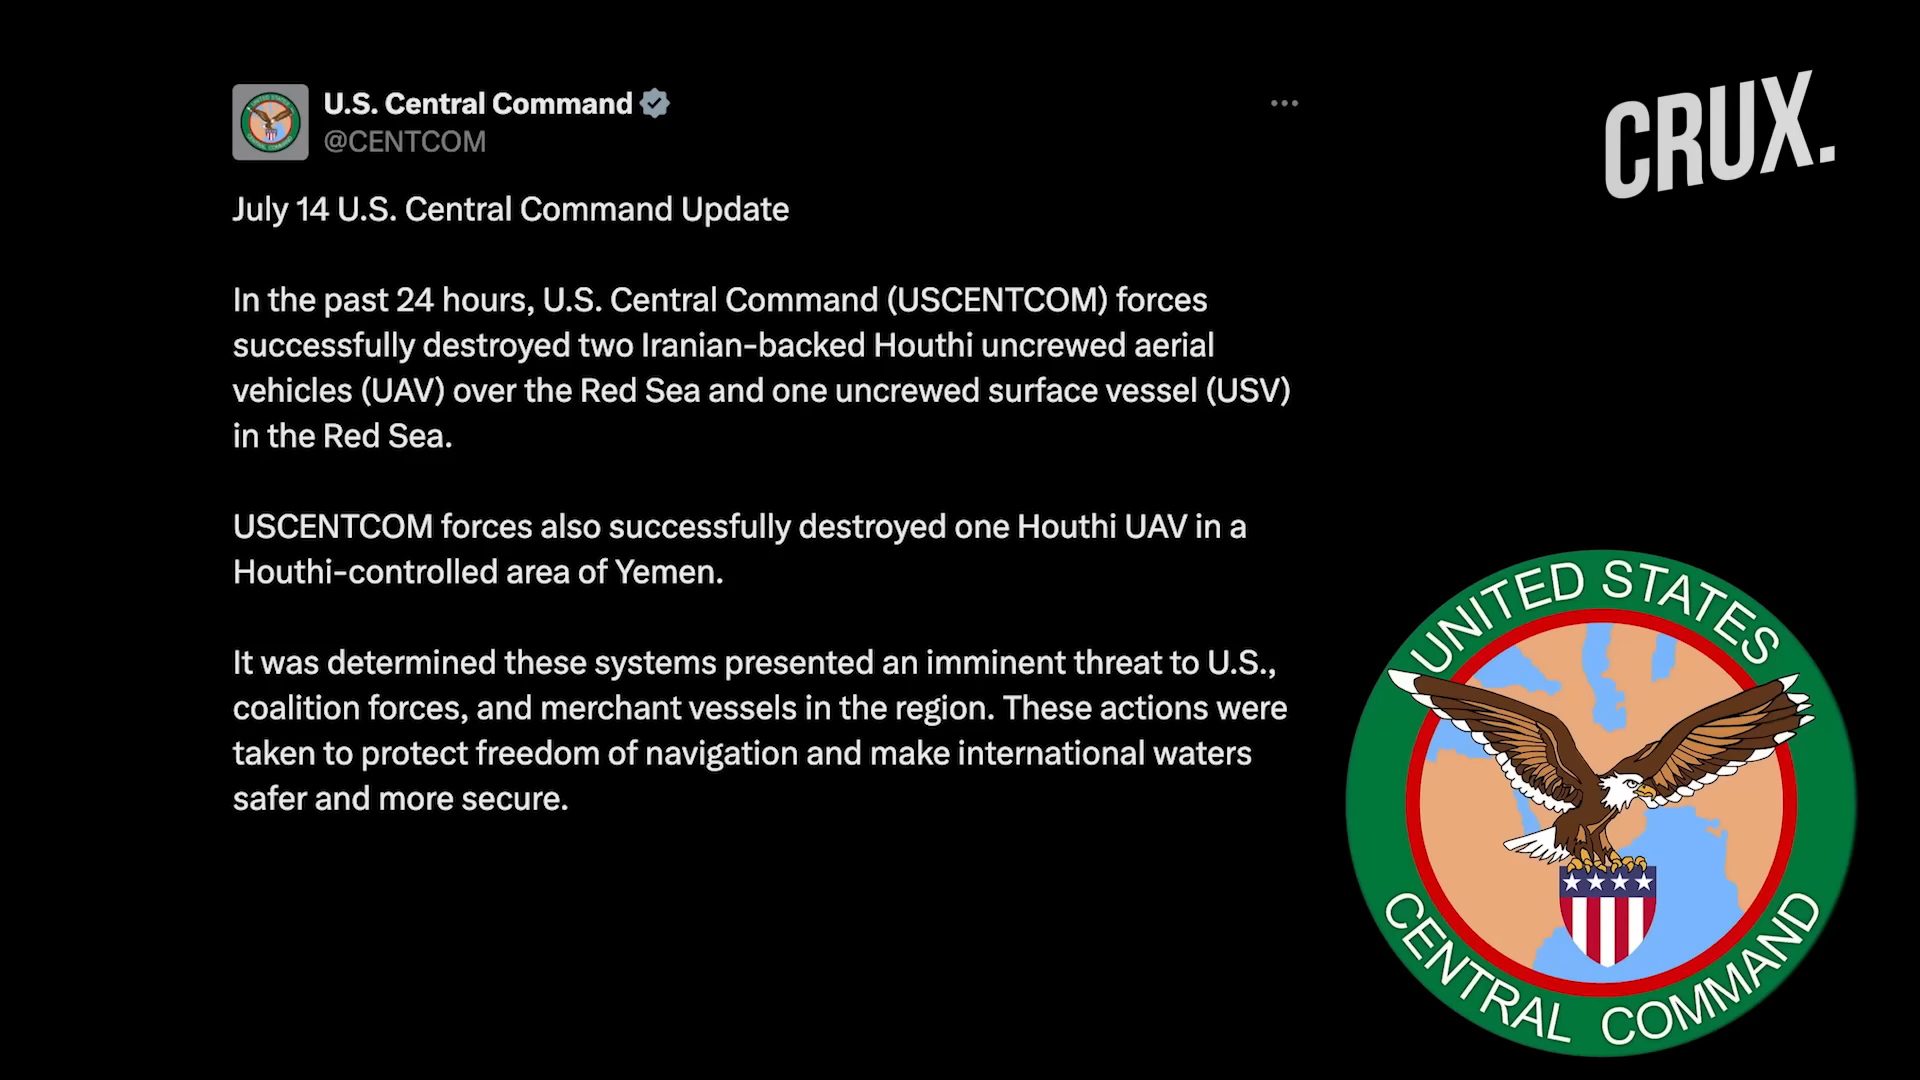 U.S. Central Command
@CENTCOM
CRUX.
July 14 U.S. Central Command Update
In the past 24 hours, U.S. Central Command (USCENTCOM) forces
successfully destroyed two Iranian-backed Houthi uncrewed aerial
vehicles (UAV) over the Red Sea and one uncrewed surface vessel (USV)
in the Red Sea.
USCENTCOM forces also successfully destroyed one Houthi UAV in a
Houthi-controlled area of Yemen.
It was determined these systems presented an imminent threat to U.S.,
coalition forces, and merchant vessels in the region. These actions were
taken to protect freedom of navigation and make international waters
safer and more secure.
UNITED STATES
CENTRAL COMMAND